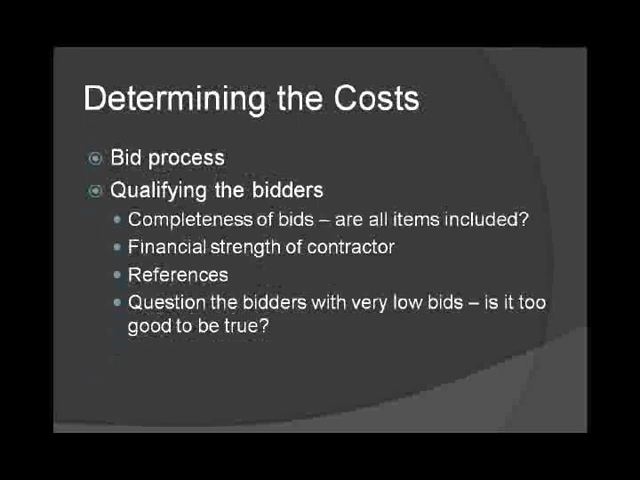 Determining the Costs
Bid process
Qualifying the bidders
Completeness of bids – are all items included?
Financial strength of contractor
References
Question the bidders with very low bids – is it too
good to be true?